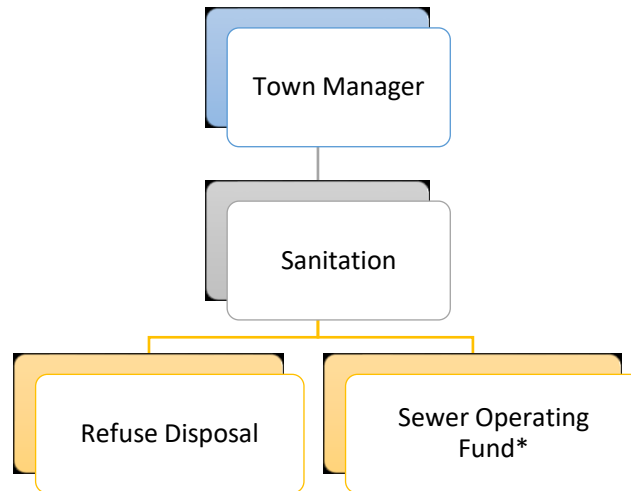 Town Manager
Sanitation
Refuse Disposal
Sewer Operating
Fund*